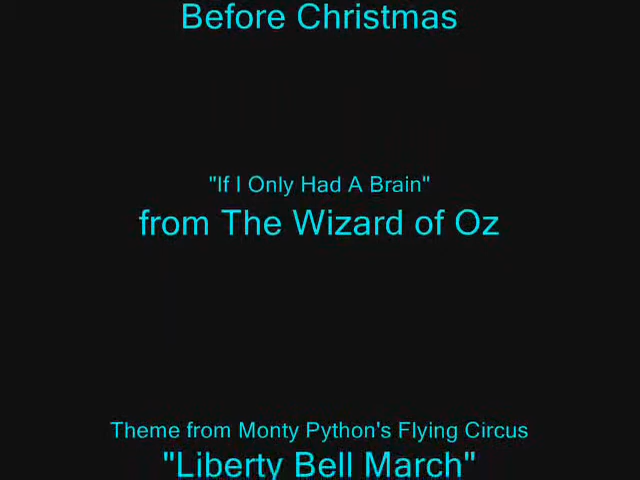 Before Christmas
"If I Only Had A Brain"
from The Wizard of Oz
Theme from Monty Python's Flying Circus
"Liberty Bell March"